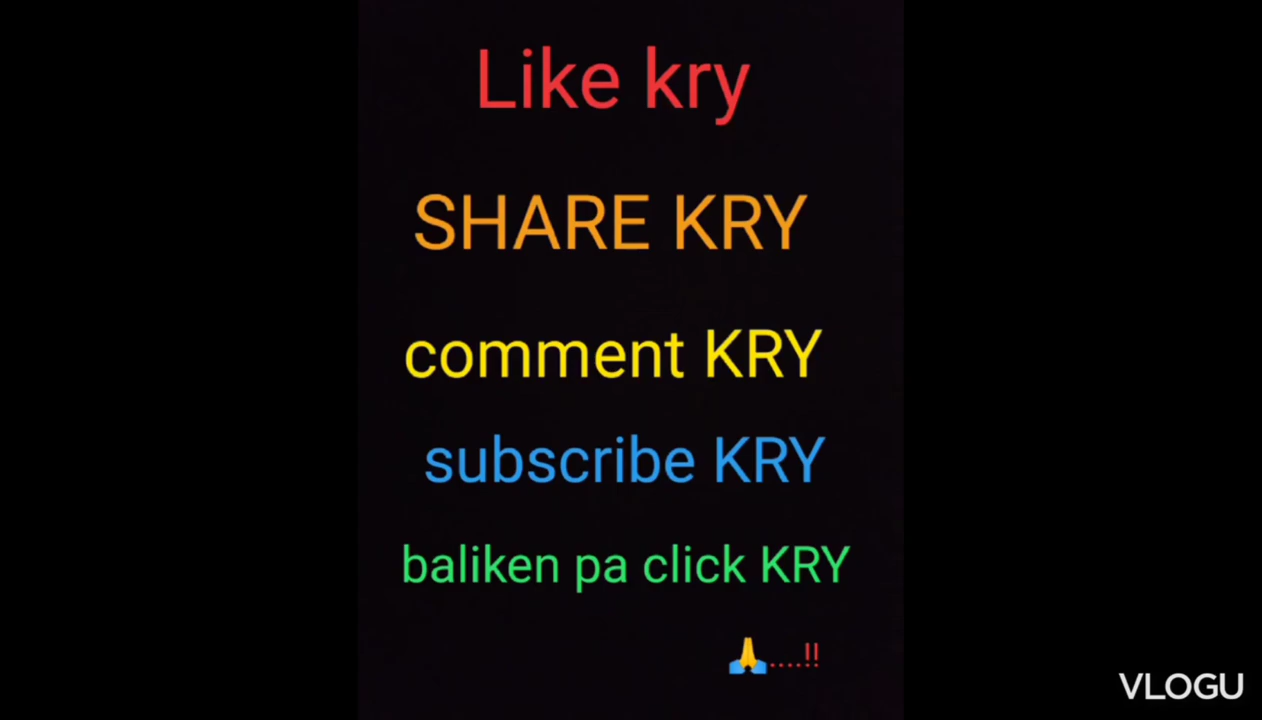 Like kry
SHARE KRY
comment KRY
subscribe KRY
baliken pa click KRY
🙏....!!
VLOGU